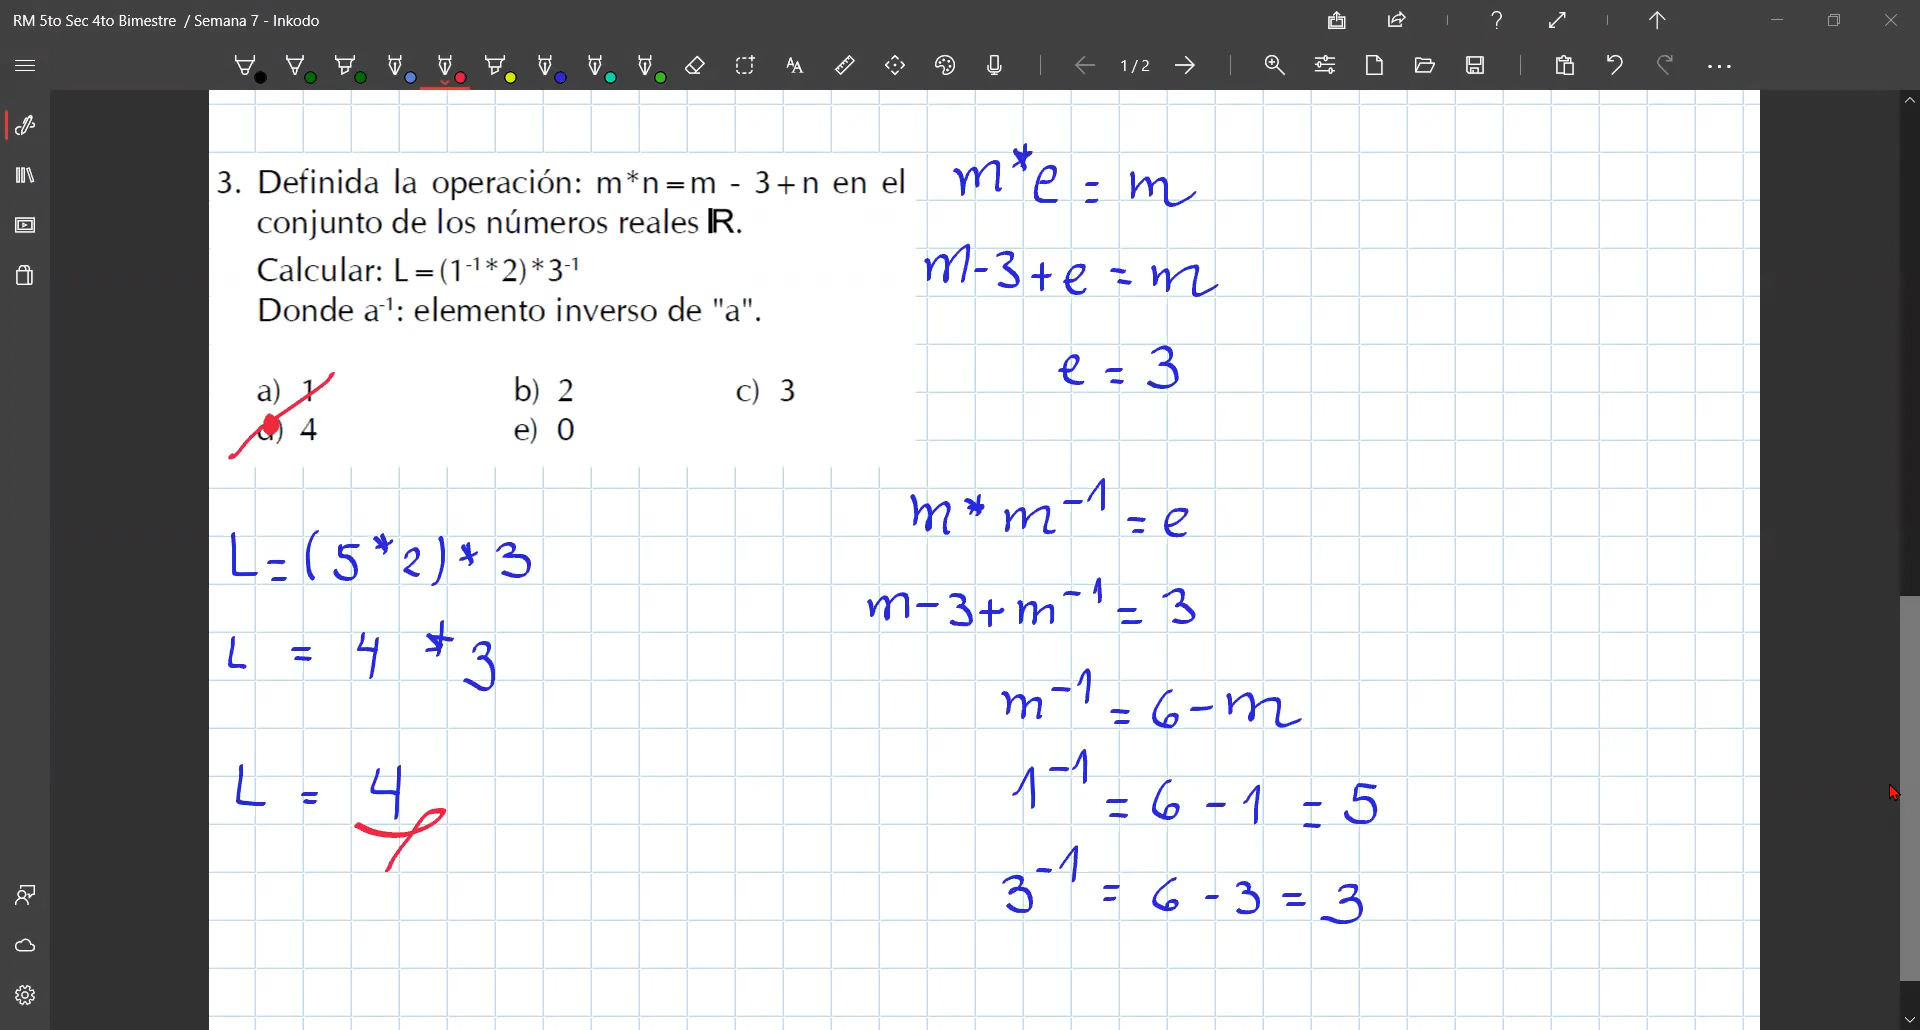 RM 5to Sec 4to Bimestre / Semana 7 - Inkodo
1 / 2
3. Definida la operación: m*n=m - 3+n en el
conjunto de los números reales ℝ.
Calcular: L=(1⁻¹*2)*3⁻¹
Donde a⁻¹: elemento inverso de "a".
a) 1 b) 2 c) 3
d) 4 e) 0
L = (5*2)*3
L = 4 * 3
L = 4
m*e = m
m-3+e = m
e = 3
m*m⁻¹ = e
m-3+m⁻¹ = 3
m⁻¹ = 6-m
1⁻¹ = 6-1 = 5
3⁻¹ = 6-3 = 3